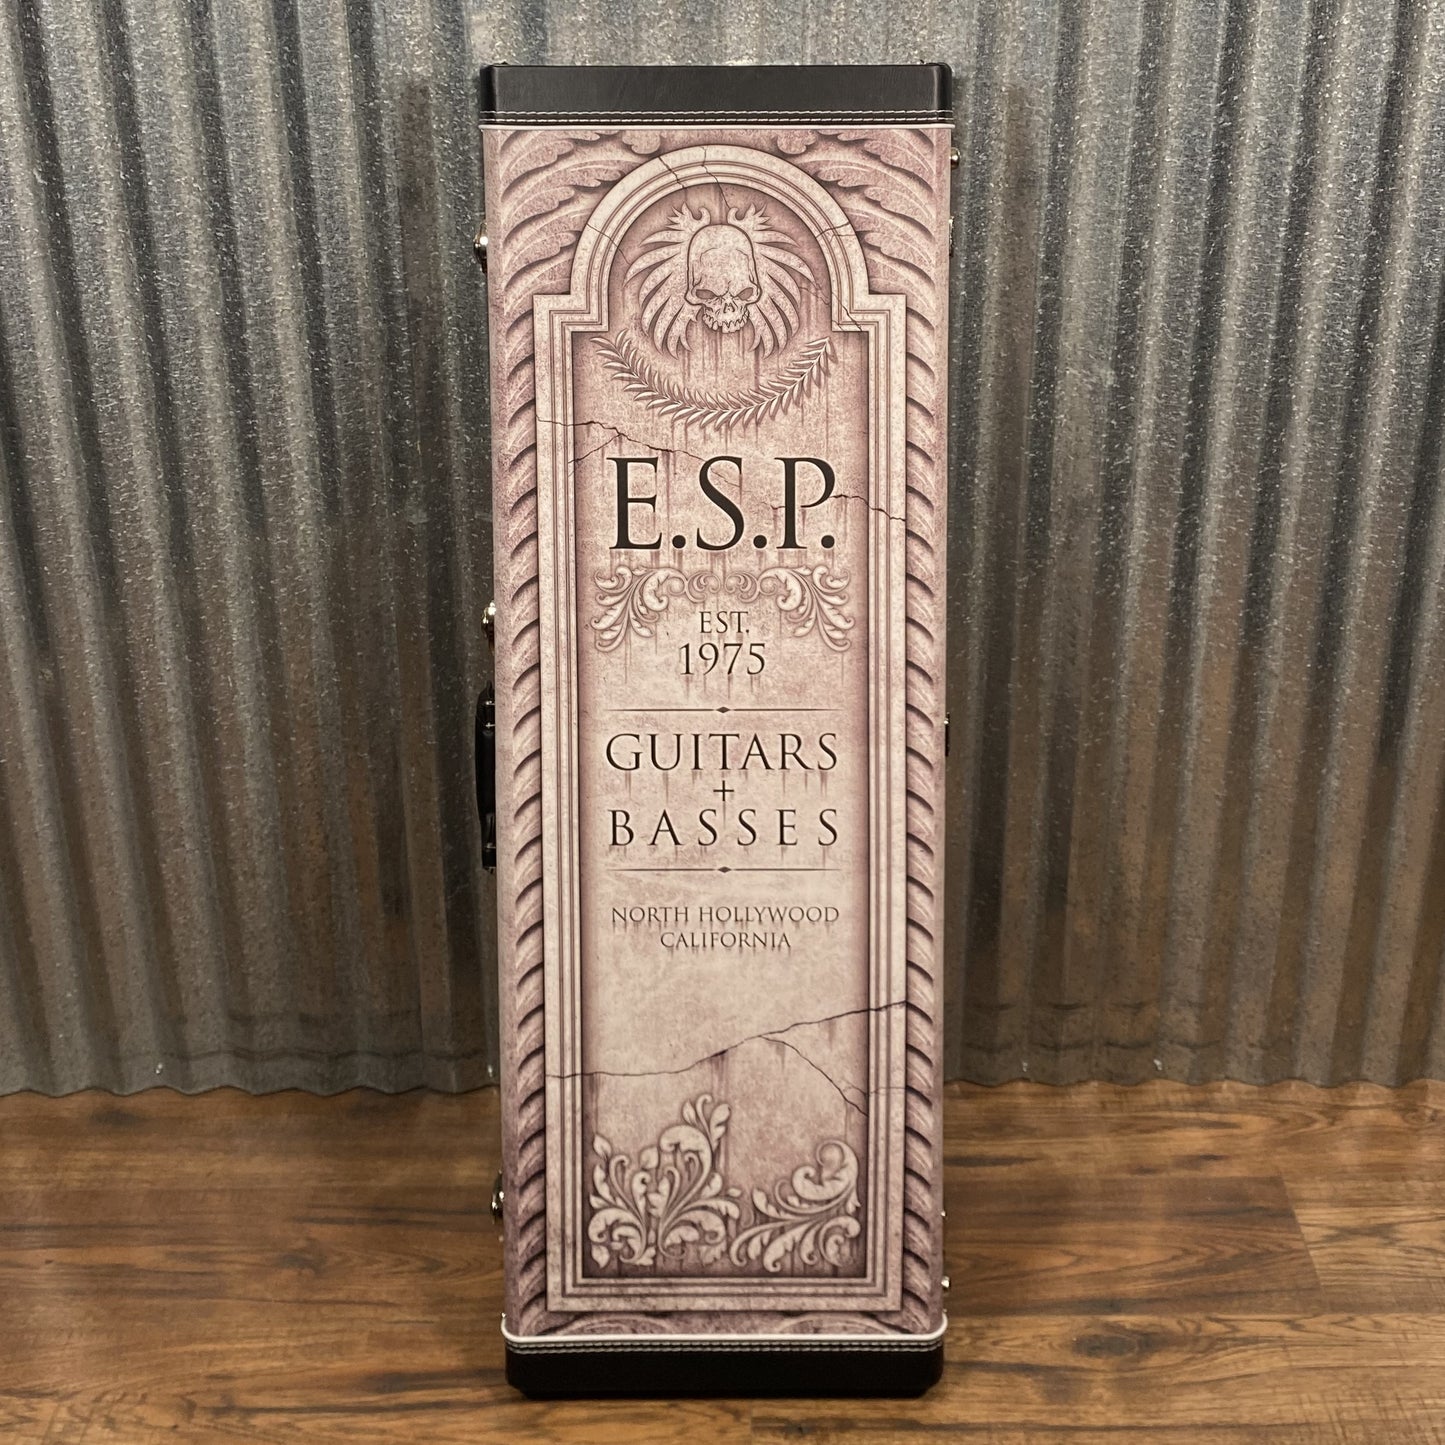 E.S.P.
EST.
1975
GUITARS
+
BASSES
NORTH HOLLYWOOD
CALIFORNIA